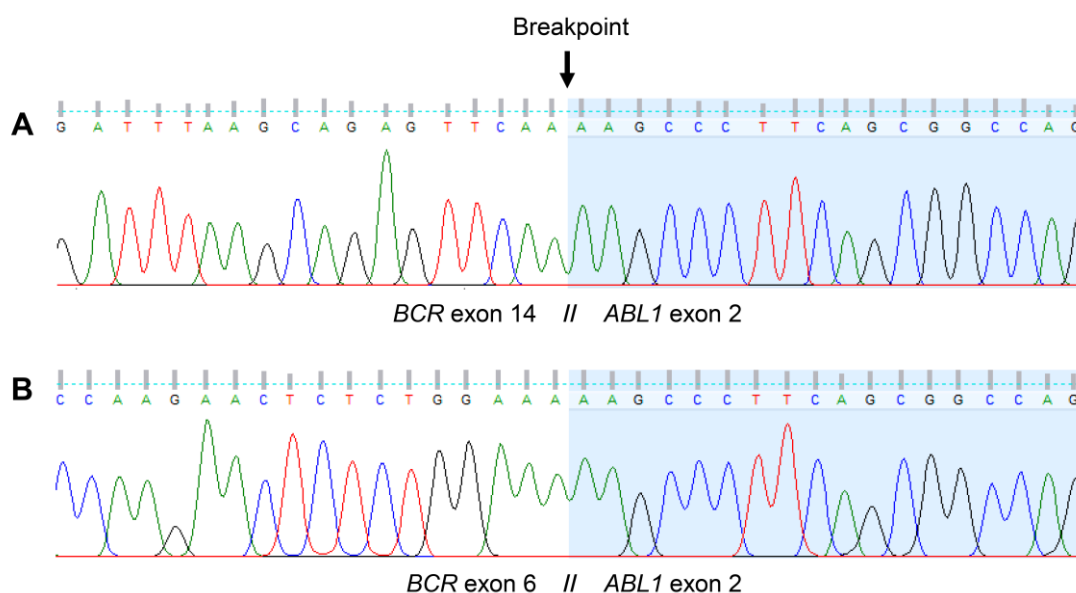 Breakpoint
A
G A T T T A A G C A G A G T T C A A A A G C C C T T C A G C G G C C A G
BCR exon 14 // ABL1 exon 2
B
C C A A G A A C T C T C T G G A A A A A G C C C T T C A G C G G C C A G
BCR exon 6 // ABL1 exon 2